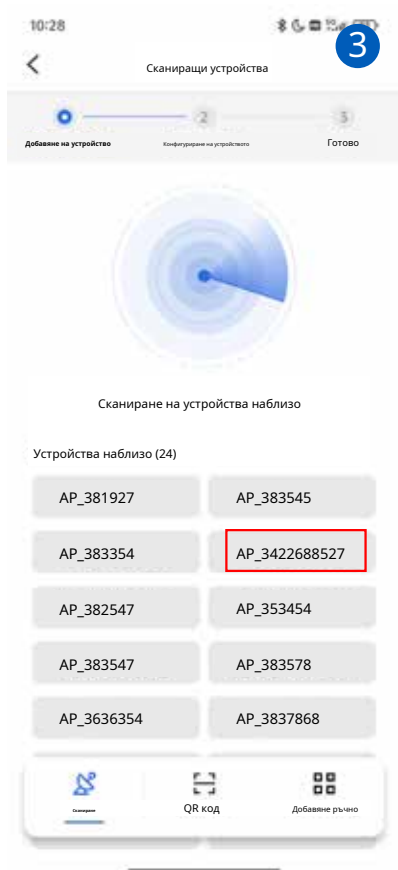 10:28
3
Сканиращи устройства
2
3
Добавяне на устройство
Конфигуриране на устройството
Готово
Сканиране на устройства наблизо
Устройства наблизо (24)
AP_381927
AP_383545
AP_383354
AP_3422688527
AP_382547
AP_353454
AP_383547
AP_383578
AP_3636354
AP_3837868
Сканиране
QR код
Добавяне ръчно